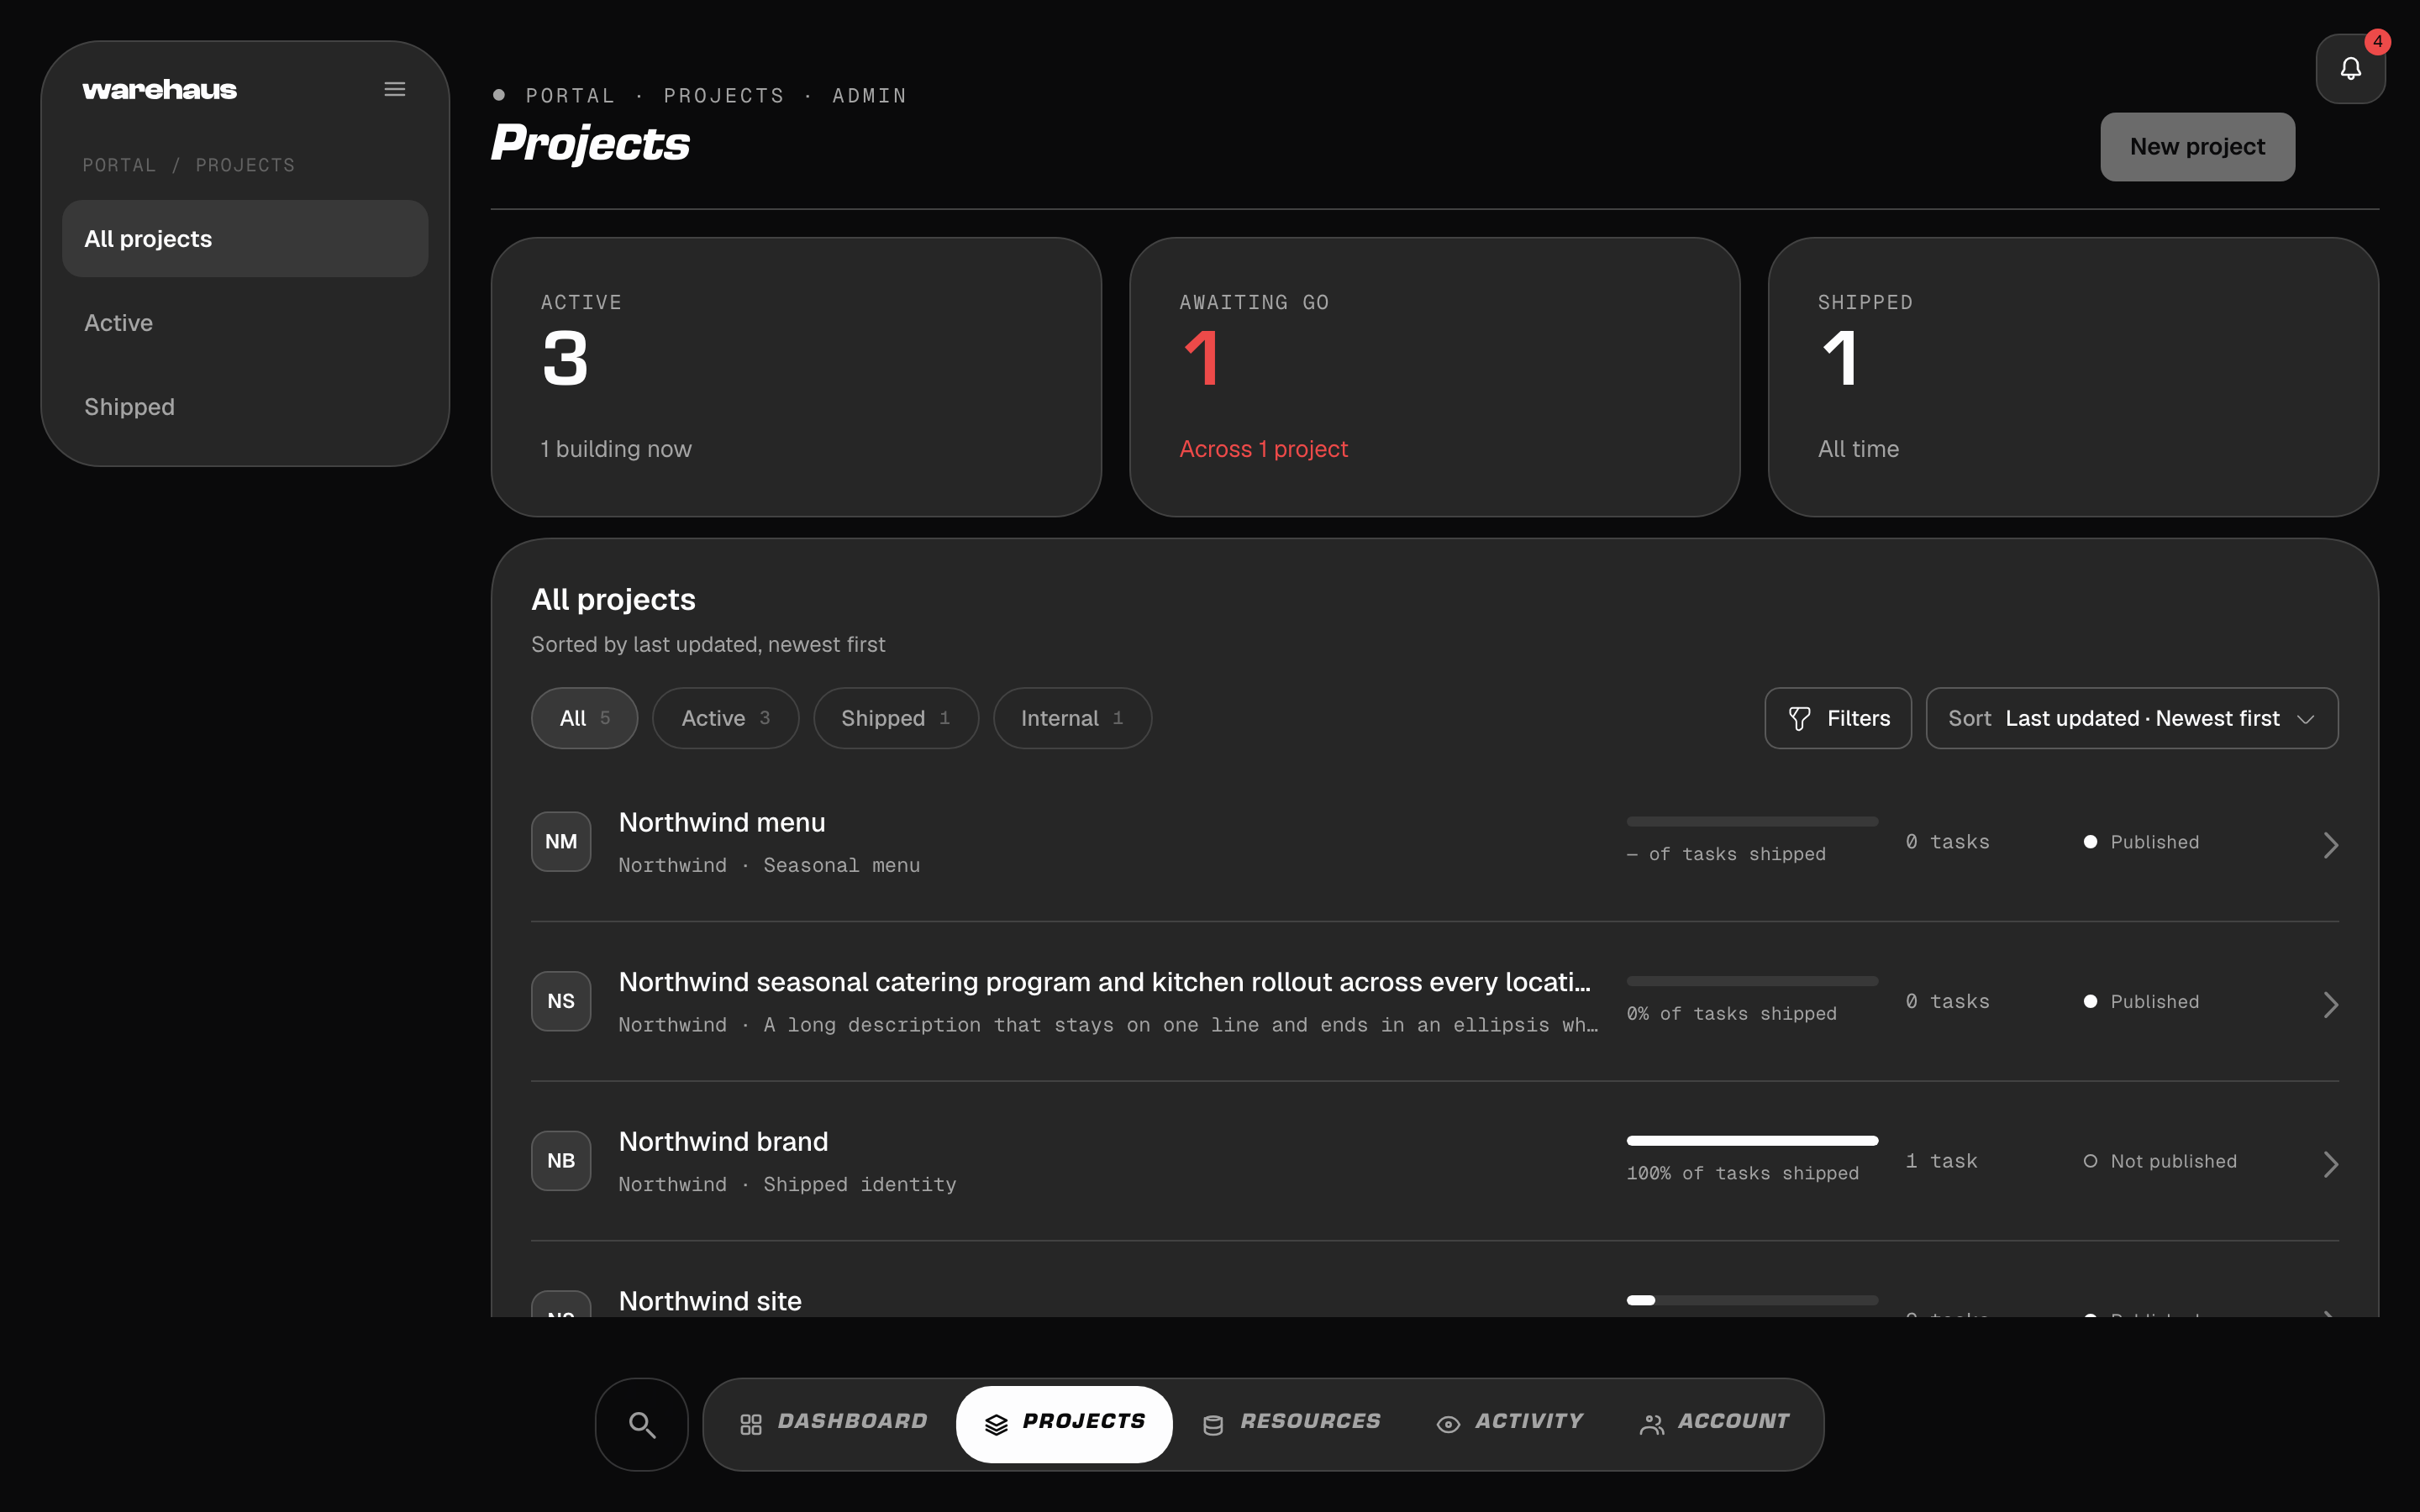 warehaus
PORTAL / PROJECTS
All projects
Active
Shipped
4
PORTAL · PROJECTS · ADMIN
Projects
New project
ACTIVE
3
1 building now
AWAITING GO
1
Across 1 project
SHIPPED
1
All time
All projects
Sorted by last updated, newest first
All 5
Active 3
Shipped 1
Internal 1
Filters
Sort Last updated · Newest first
NM
Northwind menu
Northwind · Seasonal menu
— of tasks shipped
0 tasks
Published
NS
Northwind seasonal catering program and kitchen rollout across every locati...
Northwind · A long description that stays on one line and ends in an ellipsis wh…
0% of tasks shipped
0 tasks
Published
NB
Northwind brand
Northwind · Shipped identity
100% of tasks shipped
1 task
Not published
Northwind site
DASHBOARD
PROJECTS
RESOURCES
ACTIVITY
ACCOUNT